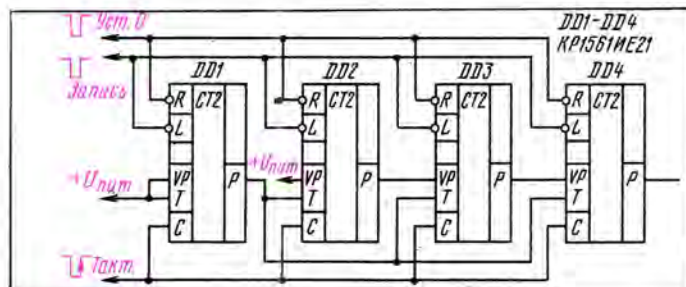 Уст. 0
DD1-DD4
КР1561ИЕ21
Запись
DD1
DD2
DD3
DD4
R CT2
R CT2
R CT2
R CT2
L
L
L
L
+Uпит
+Uпит
VP P
VP P
VP P
VP P
T
T
T
T
C
C
C
C
Такт.